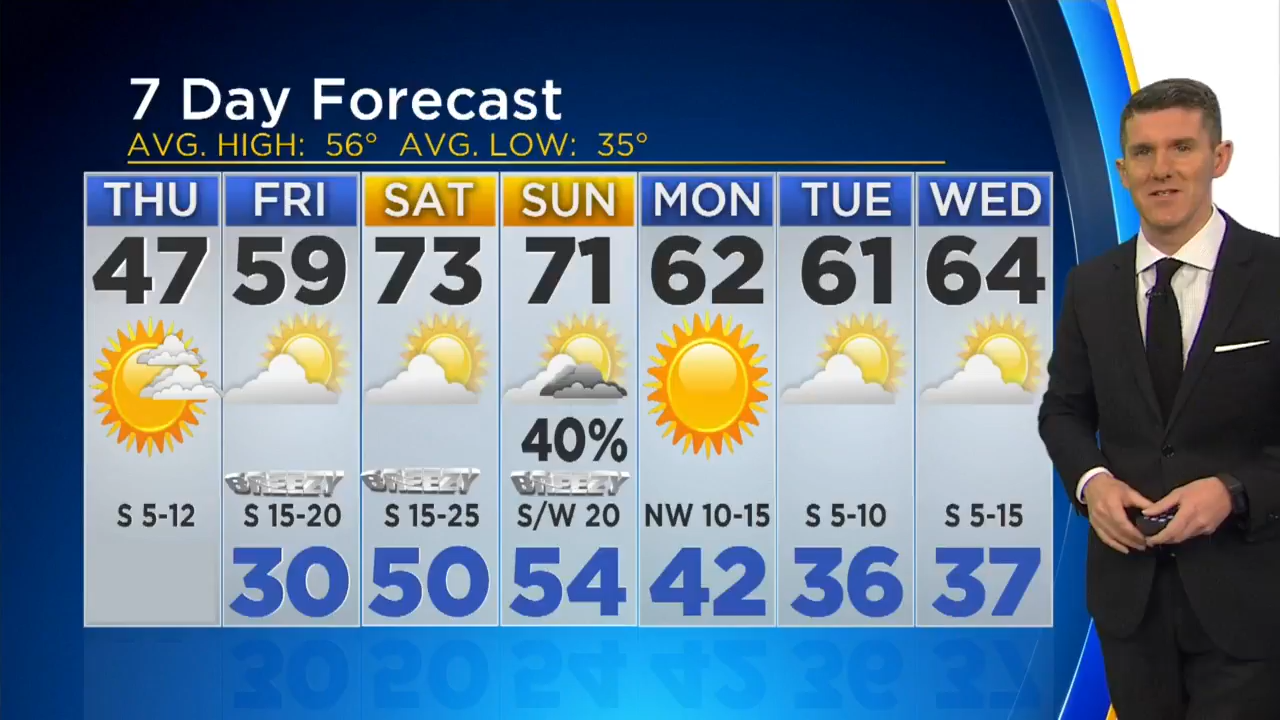 7 Day Forecast
AVG. HIGH: 56° AVG. LOW: 35°
THU FRI SAT SUN MON TUE WED
47 59 73 71 62 61 64
40%
BREEZY BREEZY BREEZY
S 5-12 S 15-20 S 15-25 S/W 20 NW 10-15 S 5-10 S 5-15
30 50 54 42 36 37